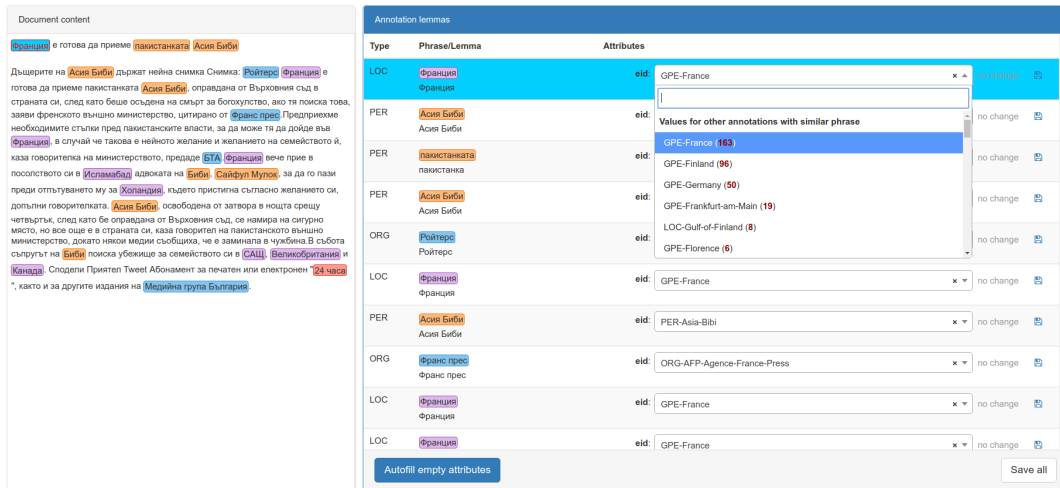 Document content
Франция е готова да приеме пакистанката Асия Биби
Дъщерите на Асия Биби държат нейна снимка Снимка: Ройтерс Франция е
готова да приеме пакистанката Асия Биби, оправдана от Върховния съд в
страната си, след като беше осъдена на смърт за богохулство, ако тя поиска това,
заяви френското външно министерство, цитирано от Франс прес.Предприехме
необходимите стъпки пред пакистанските власти, за да може тя да дойде във
Франция, в случай че такова е нейното желание и желанието на семейството й,
каза говорителка на министерството, предаде БТА.Франция вече прие в
посолството си в Исламабад адвоката на Биби, Сайфул Мулок, за да го пази
преди отпътуването му за Холандия, където пристигна съгласно желанието си,
допълни говорителката. Асия Биби, освободена от затвора в нощта срещу
четвъртък, след като бе оправдана от Върховния съд, се намира на сигурно
място, но все още е в страната си, каза говорител на пакистанското външно
министерство, докато някои медии съобщиха, че е заминала в чужбина.В събота
съпругът на Биби поиска убежище за семейството си в САЩ, Великобритания и
Канада. Сподели Приятел Tweet Абонамент за печатен или електронен "24 часа
", както и за другите издания на Медийна група България.
Annotation lemmas
Type Phrase/Lemma Attributes
LOC Франция eid: GPE-France × no change
Франция
Values for other annotations with similar phrase
GPE-France (163)
GPE-Finland (96)
GPE-Germany (50)
GPE-Frankfurt-am-Main (19)
LOC-Gulf-of-Finland (8)
GPE-Florence (6)
PER Асия Биби eid: no change
Асия Биби
PER пакистанката eid: no change
пакистанка
PER Асия Биби eid: no change
Асия Биби
ORG Ройтерс eid: no change
Ройтерс
LOC Франция eid: GPE-France × no change
Франция
PER Асия Биби eid: PER-Asia-Bibi × no change
Асия Биби
ORG Франс прес eid: ORG-AFP-Agence-France-Press × no change
Франс прес
LOC Франция eid: GPE-France × no change
Франция
LOC Франция eid: GPE-France × no change
Autofill empty attributes
Save all